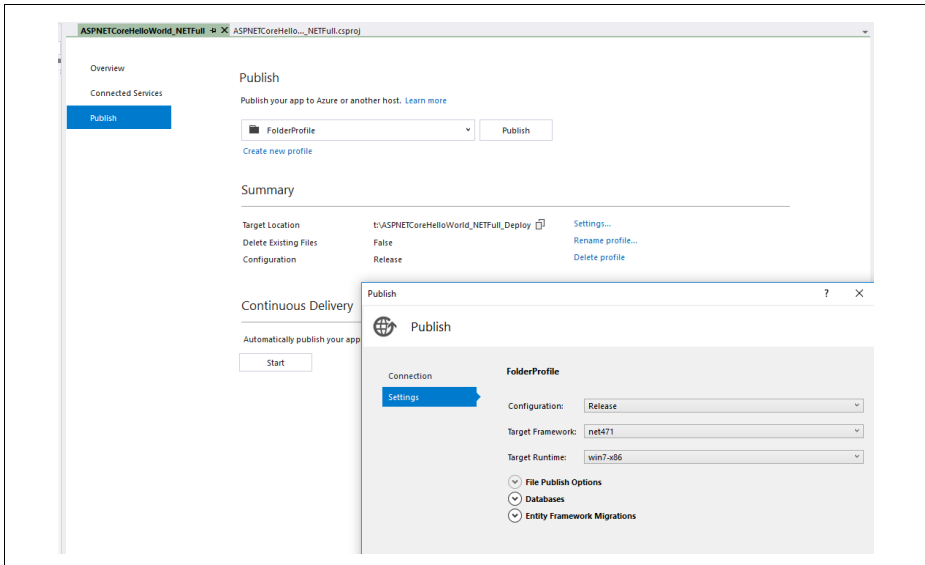 ASPNETCoreHelloWorld_NETFull ASPNETCoreHello..._NETFull.csproj
Overview
Connected Services
Publish
Publish
Publish your app to Azure or another host. Learn more
FolderProfile
Publish
Create new profile
Summary
Target Location t:\ASPNETCoreHelloWorld_NETFull_Deploy Settings...
Delete Existing Files False Rename profile...
Configuration Release Delete profile
Continuous Delivery
Automatically publish your app
Start
Publish ? X
Publish
Connection
Settings
FolderProfile
Configuration: Release
Target Framework: net471
Target Runtime: win7-x86
File Publish Options
Databases
Entity Framework Migrations